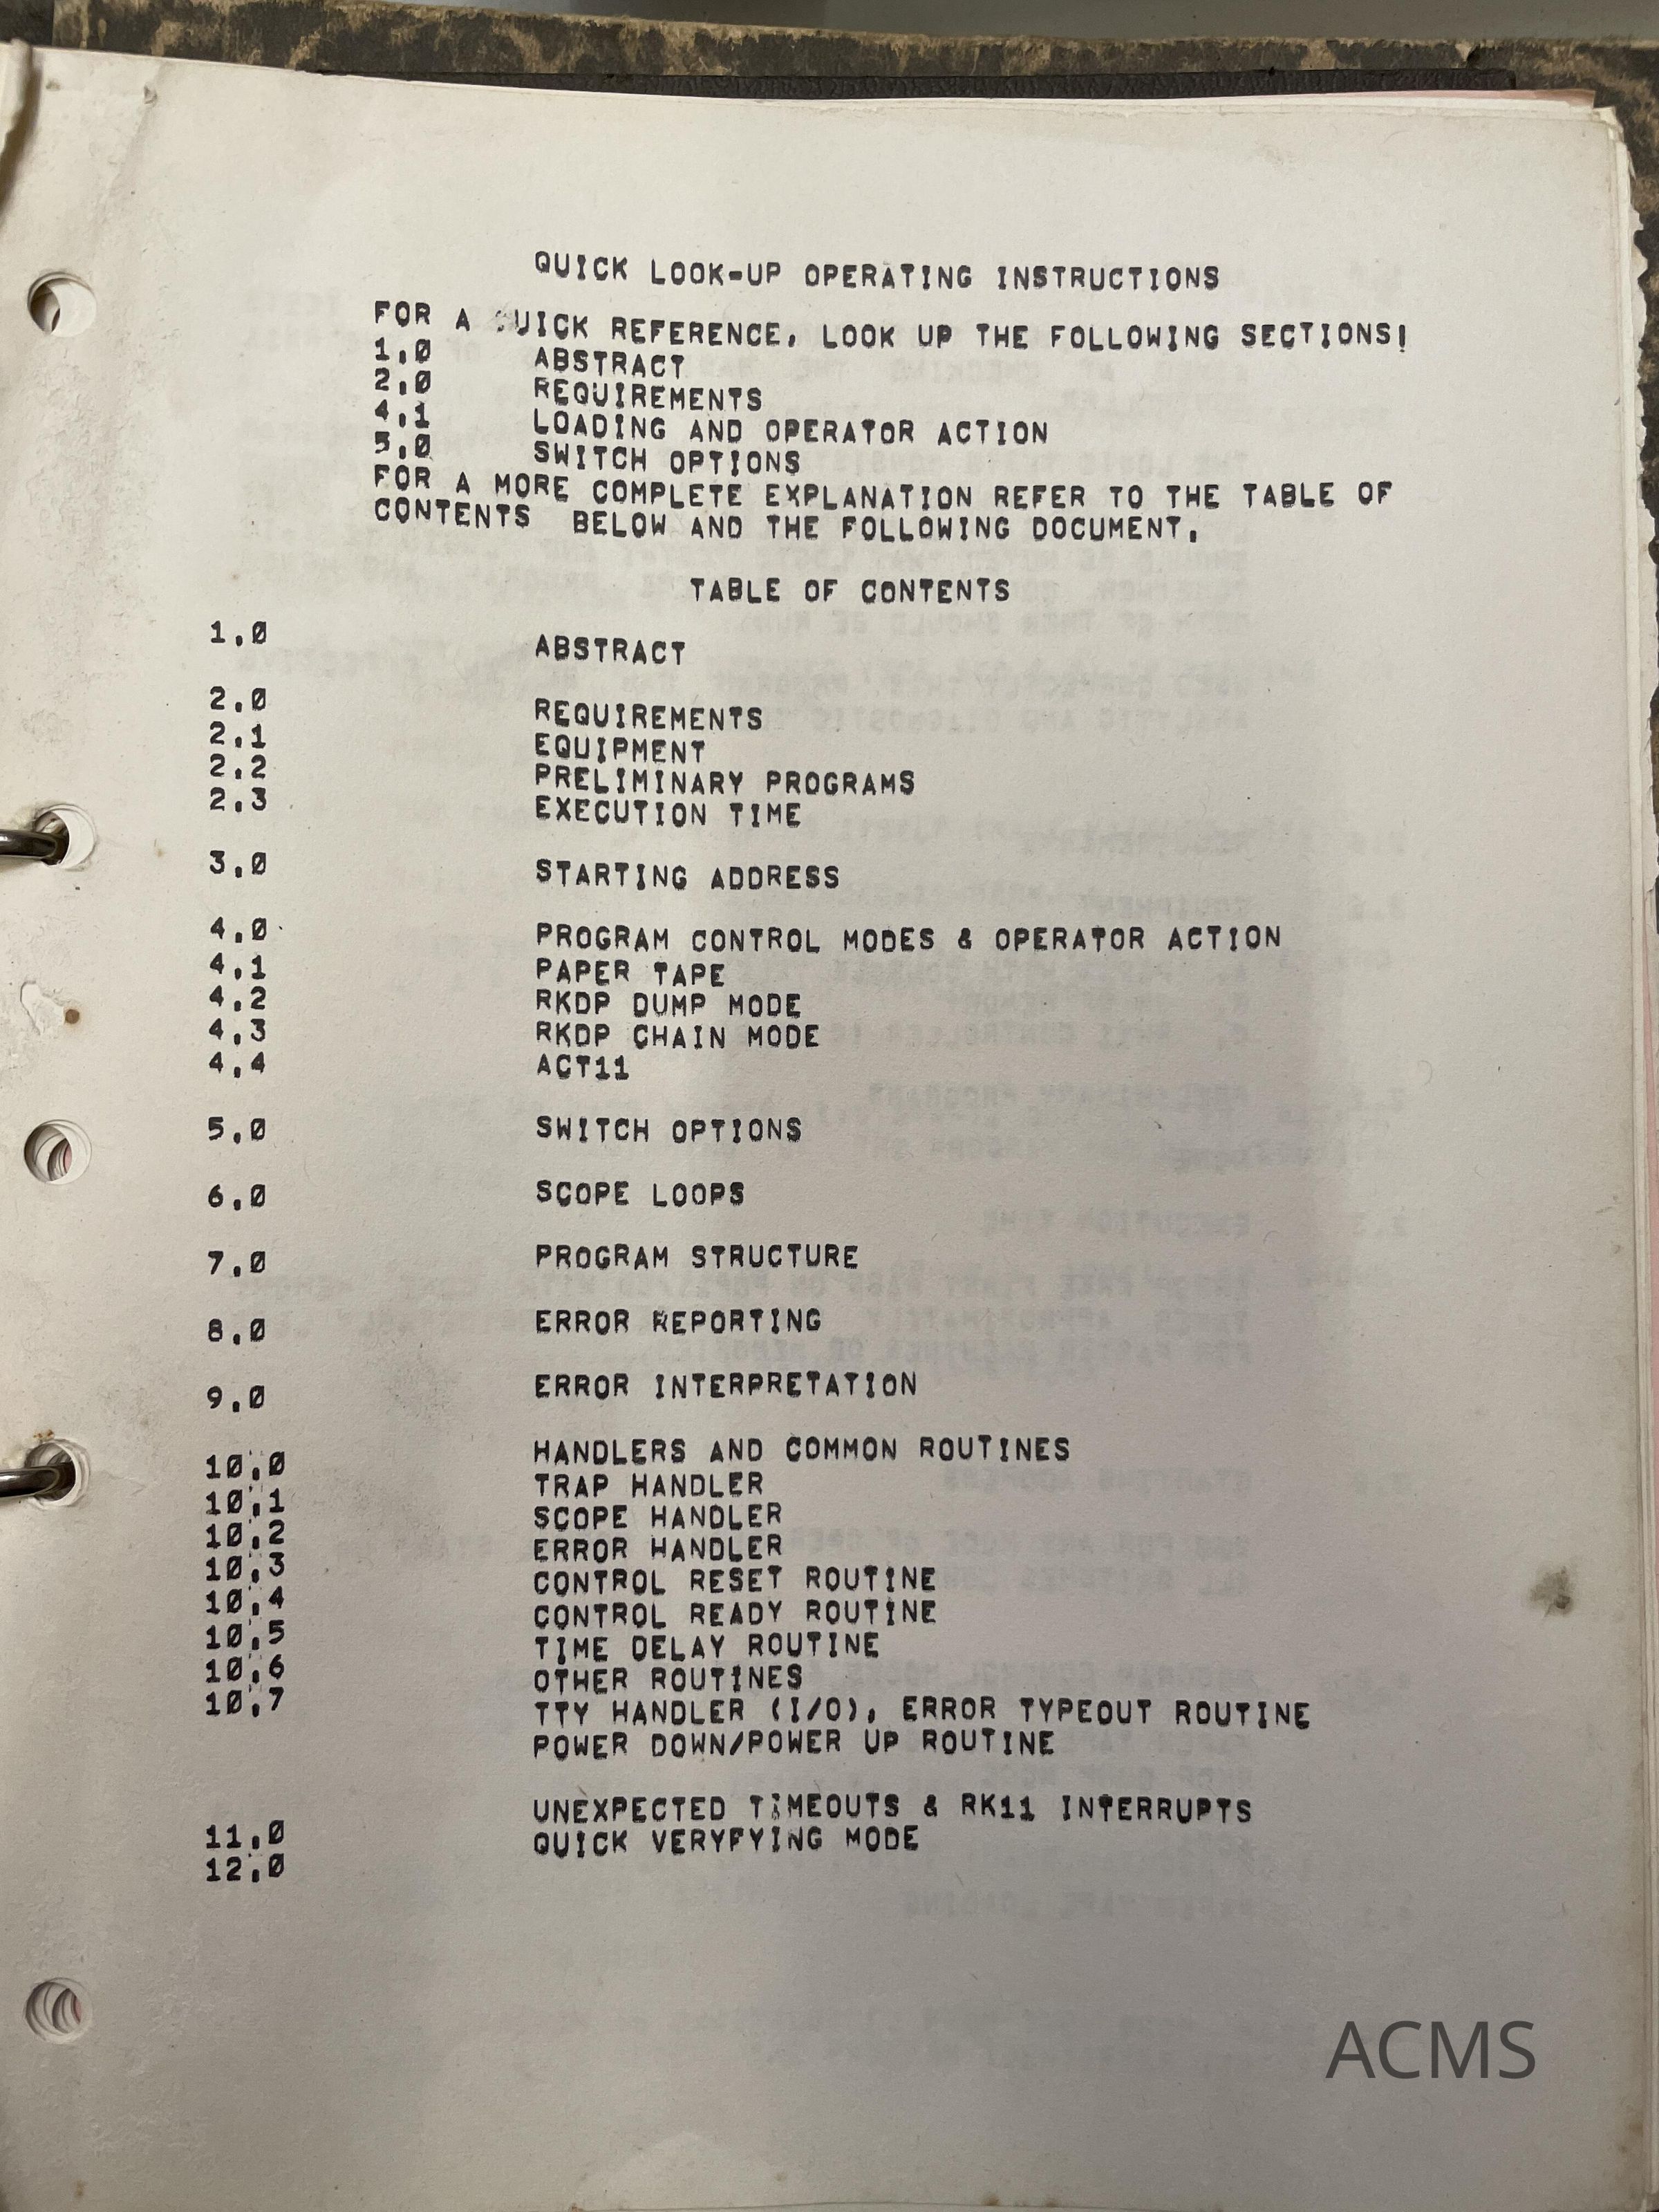 QUICK LOOK-UP OPERATING INSTRUCTIONS
FOR A QUICK REFERENCE, LOOK UP THE FOLLOWING SECTIONS!
1.0 ABSTRACT
2.0 REQUIREMENTS
4.1 LOADING AND OPERATOR ACTION
5.0 SWITCH OPTIONS
FOR A MORE COMPLETE EXPLANATION REFER TO THE TABLE OF
CONTENTS BELOW AND THE FOLLOWING DOCUMENT.
TABLE OF CONTENTS
1.0 ABSTRACT
2.0 REQUIREMENTS
2.1 EQUIPMENT
2.2 PRELIMINARY PROGRAMS
2.3 EXECUTION TIME
3.0 STARTING ADDRESS
4.0 PROGRAM CONTROL MODES & OPERATOR ACTION
4.1 PAPER TAPE
4.2 RKDP DUMP MODE
4.3 RKDP CHAIN MODE
4.4 ACT11
5.0 SWITCH OPTIONS
6.0 SCOPE LOOPS
7.0 PROGRAM STRUCTURE
8.0 ERROR REPORTING
9.0 ERROR INTERPRETATION
10.0 HANDLERS AND COMMON ROUTINES
10.1 TRAP HANDLER
10.2 SCOPE HANDLER
10.3 ERROR HANDLER
10.4 CONTROL RESET ROUTINE
10.5 CONTROL READY ROUTINE
10.6 TIME DELAY ROUTINE
10.7 OTHER ROUTINES
TTY HANDLER (I/O), ERROR TYPEOUT ROUTINE
POWER DOWN/POWER UP ROUTINE
11.0 UNEXPECTED TIMEOUTS & RK11 INTERRUPTS
12.0 QUICK VERYFYING MODE
ACMS